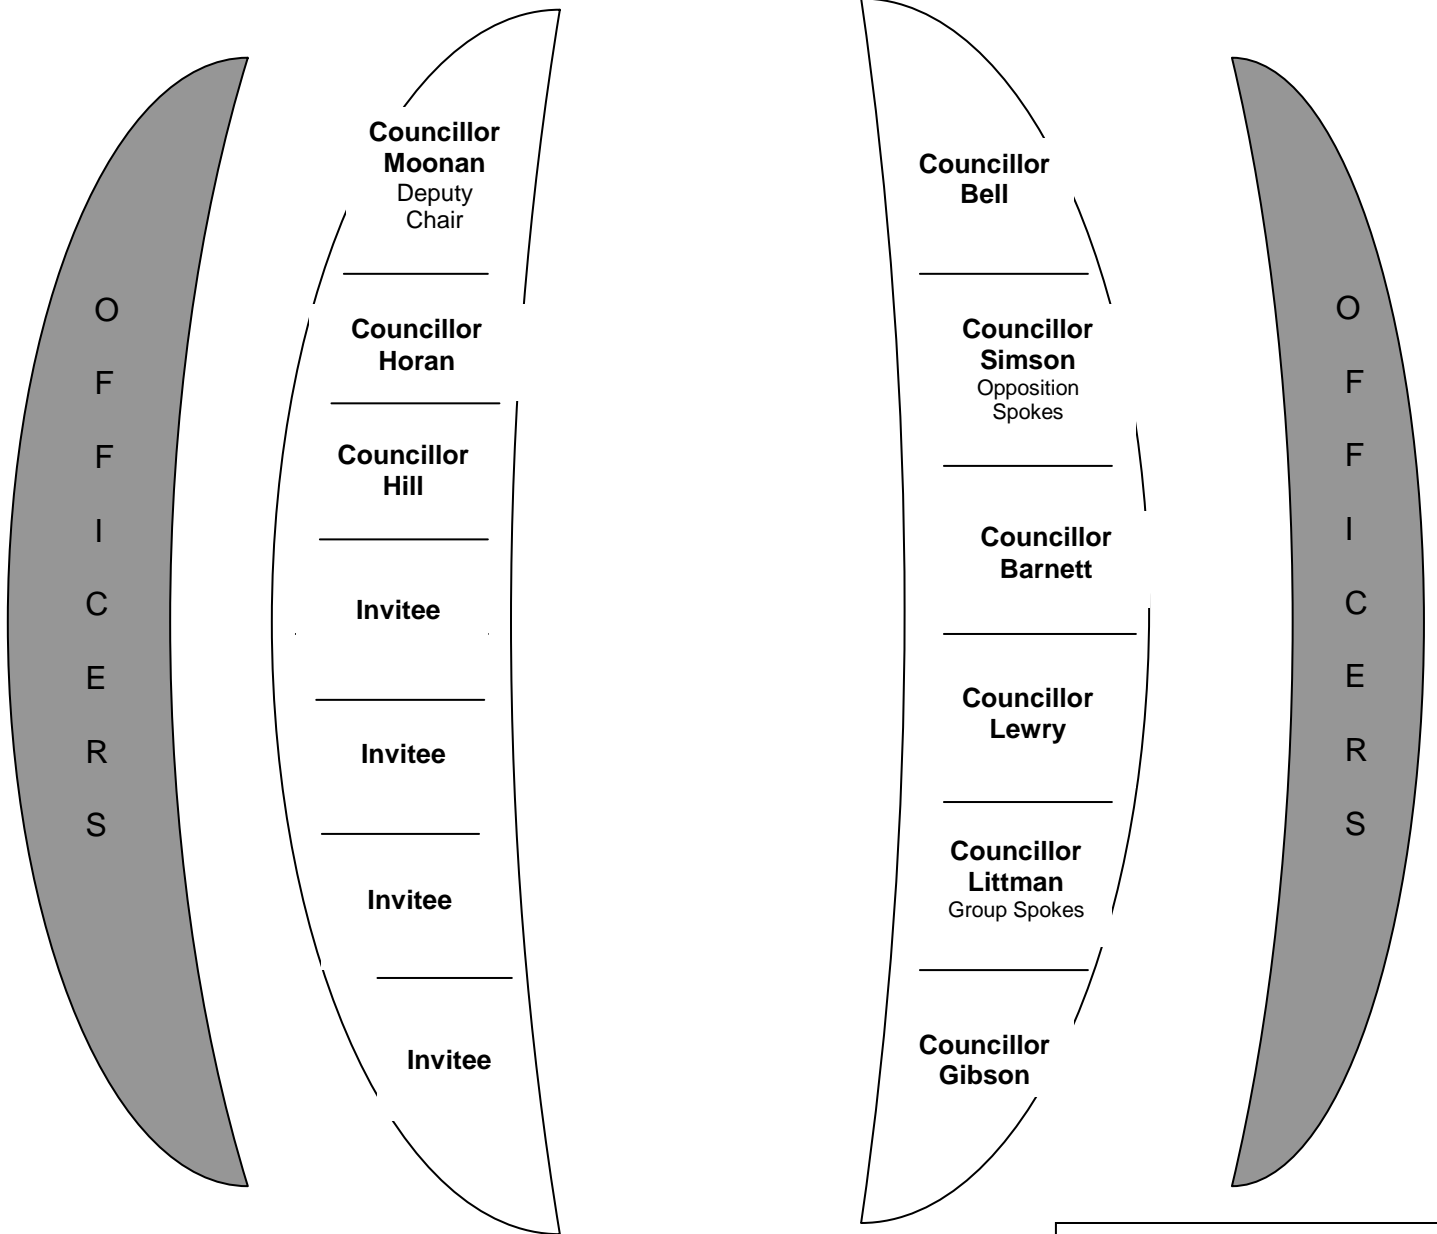 O
F
F
I
C
E
R
S
Councillor
Moonan
Deputy
Chair
Councillor
Horan
Councillor
Hill
Invitee
Invitee
Invitee
Invitee
Councillor
Bell
Councillor
Simson
Opposition
Spokes
Councillor
Barnett
Councillor
Lewry
Councillor
Littman
Group Spokes
Councillor
Gibson
O
F
F
I
C
E
R
S